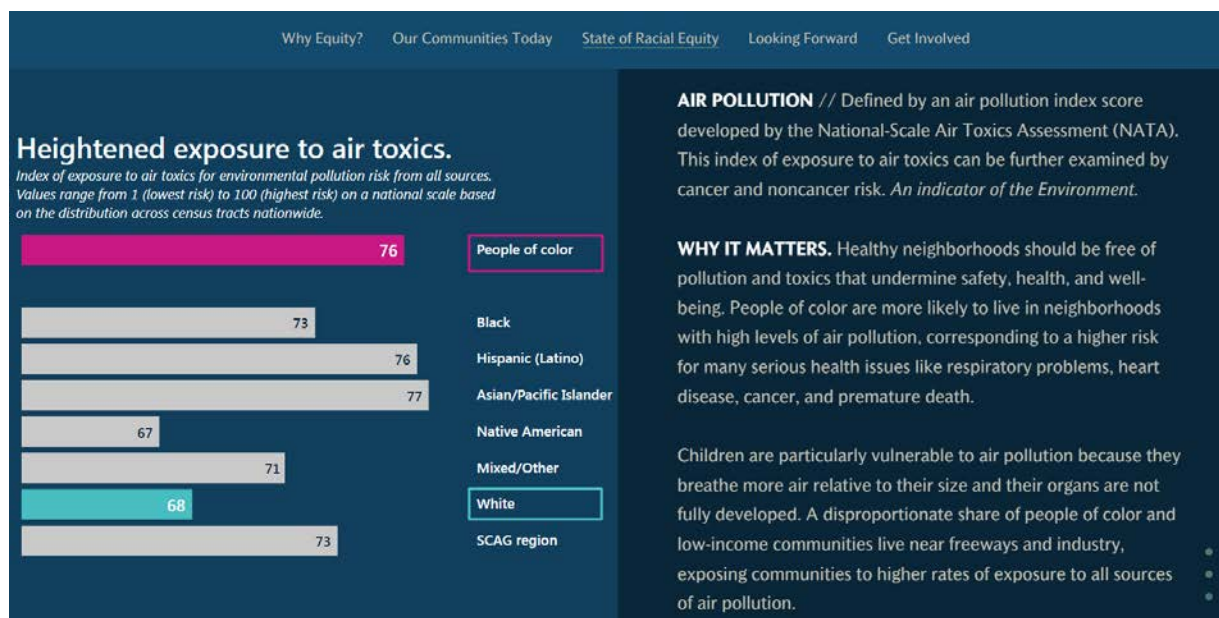 Why Equity? Our Communities Today State of Racial Equity Looking Forward Get Involved
Heightened exposure to air toxics.
Index of exposure to air toxics for environmental pollution risk from all sources.
Values range from 1 (lowest risk) to 100 (highest risk) on a national scale based
on the distribution across census tracts nationwide.
76 People of color
73 Black
76 Hispanic (Latino)
77 Asian/Pacific Islander
67 Native American
71 Mixed/Other
68 White
73 SCAG region
AIR POLLUTION // Defined by an air pollution index score
developed by the National-Scale Air Toxics Assessment (NATA).
This index of exposure to air toxics can be further examined by
cancer and noncancer risk. An indicator of the Environment.
WHY IT MATTERS. Healthy neighborhoods should be free of
pollution and toxics that undermine safety, health, and well-
being. People of color are more likely to live in neighborhoods
with high levels of air pollution, corresponding to a higher risk
for many serious health issues like respiratory problems, heart
disease, cancer, and premature death.
Children are particularly vulnerable to air pollution because they
breathe more air relative to their size and their organs are not
fully developed. A disproportionate share of people of color and
low-income communities live near freeways and industry,
exposing communities to higher rates of exposure to all sources
of air pollution.